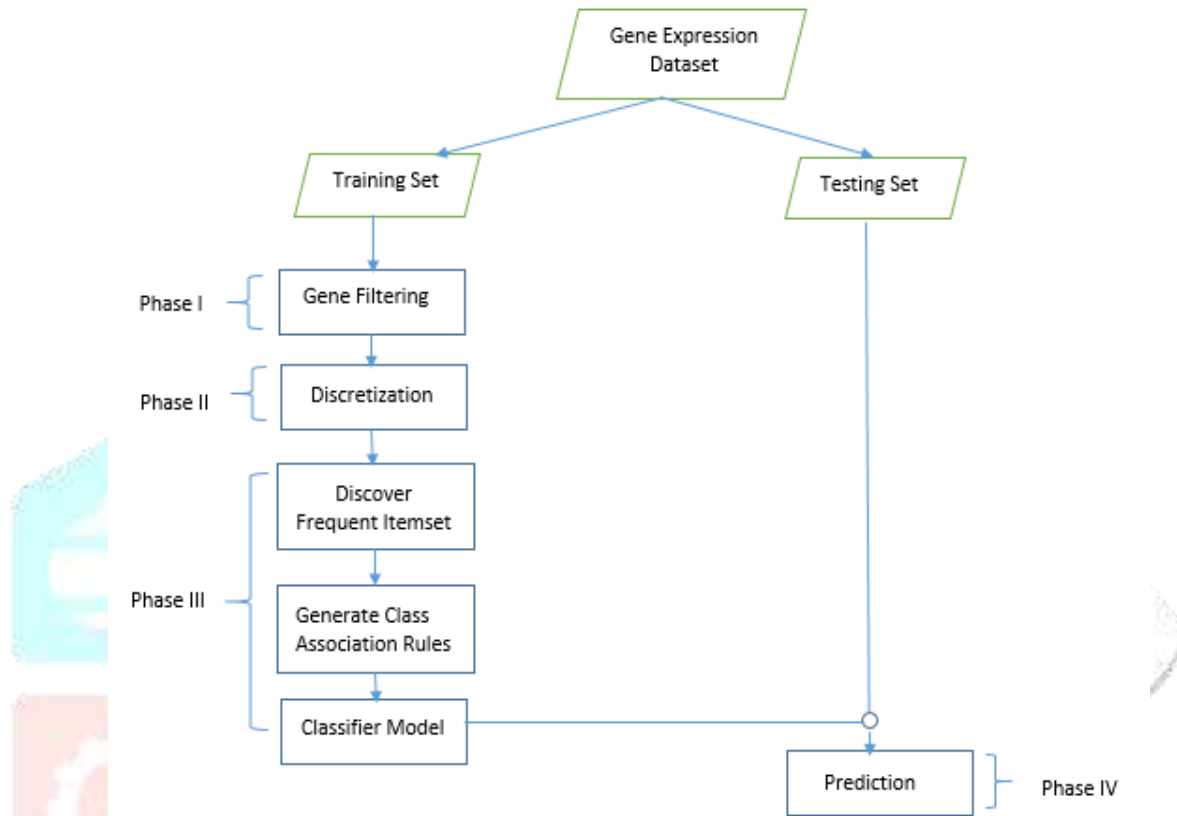 Gene Expression
Dataset
Training Set
Testing Set
Phase I
Gene Filtering
Phase II
Discretization
Discover
Frequent Itemset
Phase III
Generate Class
Association Rules
Classifier Model
Prediction
Phase IV